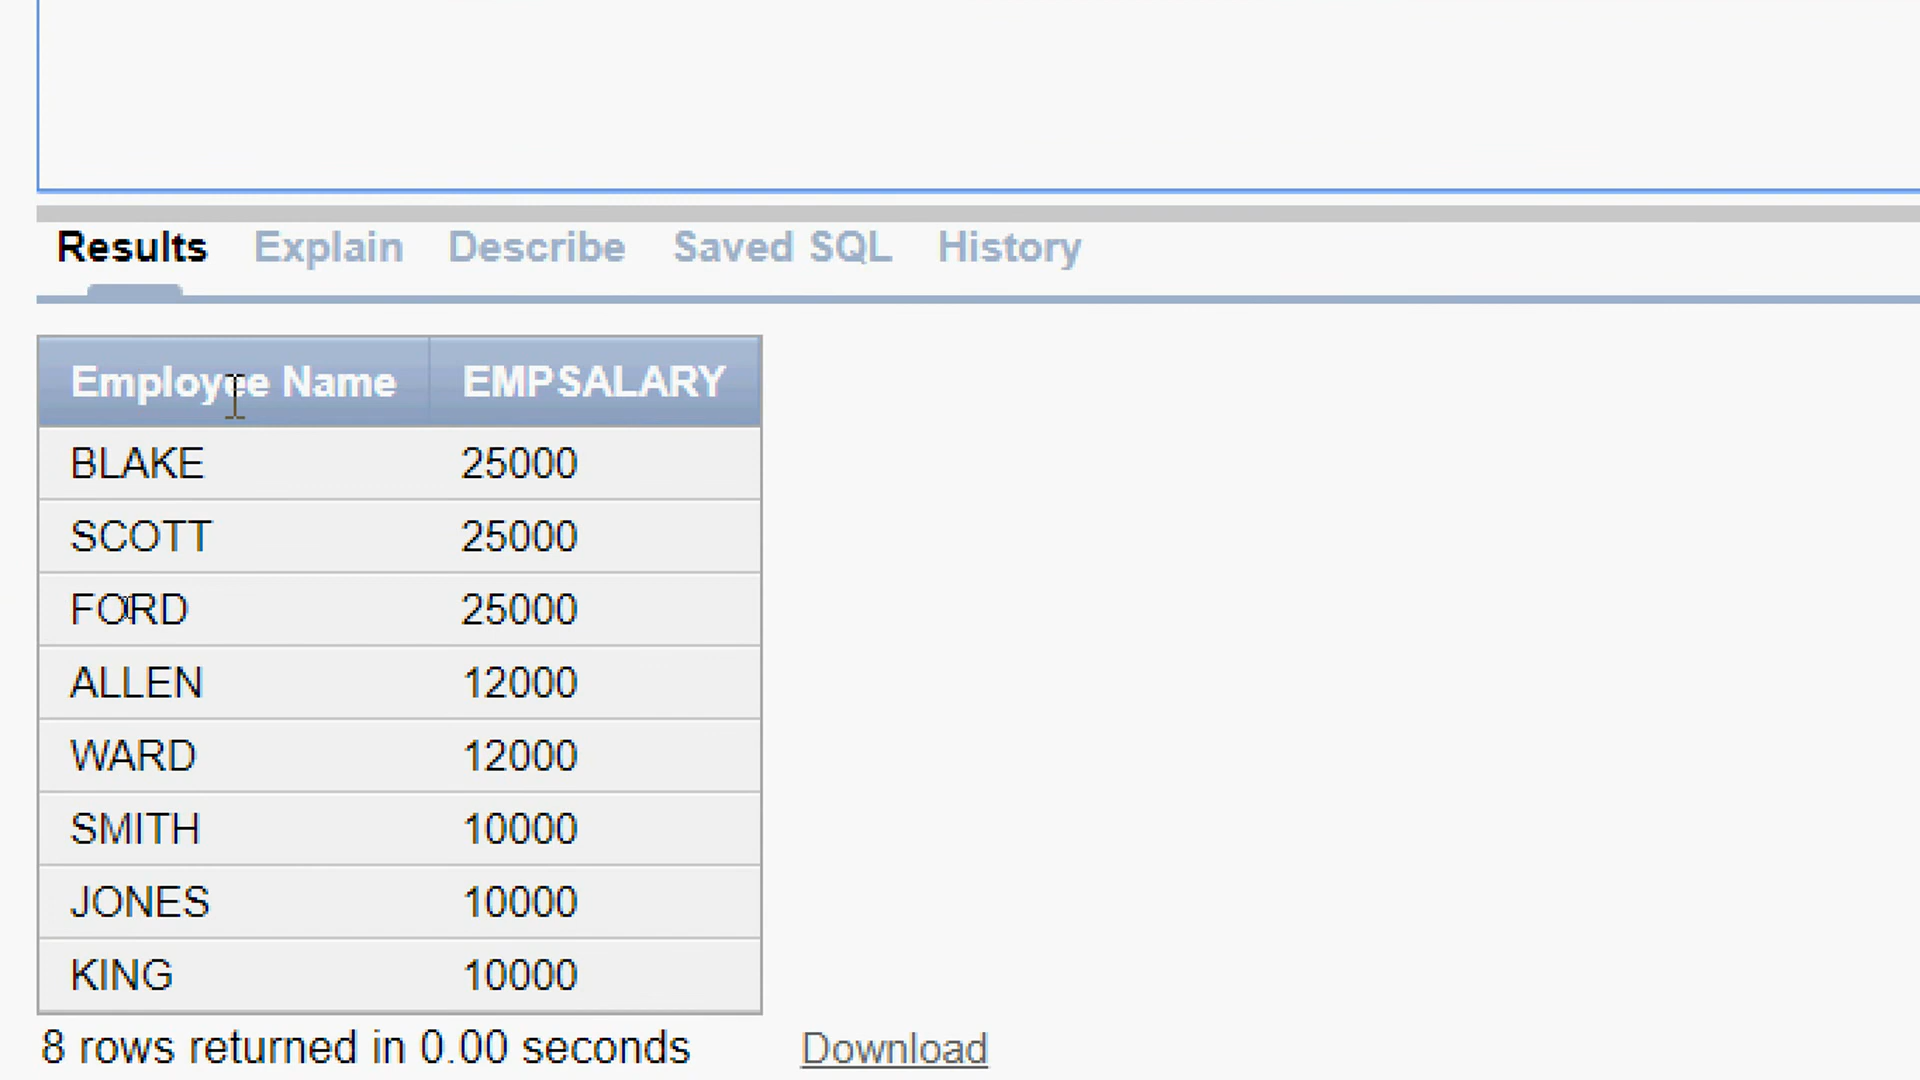 Results Explain Describe Saved SQL History
Employee Name EMPSALARY
BLAKE 25000
SCOTT 25000
FORD 25000
ALLEN 12000
WARD 12000
SMITH 10000
JONES 10000
KING 10000
8 rows returned in 0.00 seconds Download